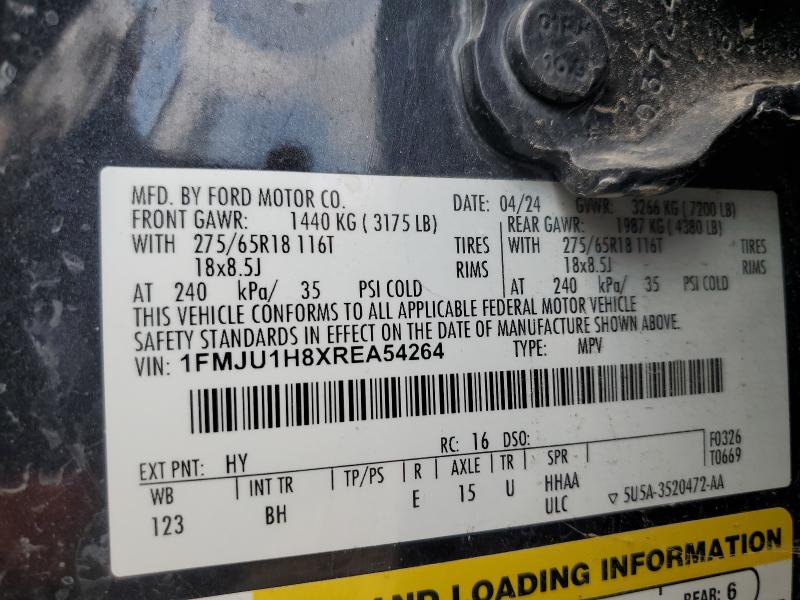 MFD. BY FORD MOTOR CO. DATE: 04/24 GVWR: 3266 KG (7200 LB)
FRONT GAWR: 1440 KG (3175 LB) REAR GAWR: 1987 KG (4380 LB)
WITH 275/65R18 116T TIRES WITH 275/65R18 116T TIRES
18x8.5J RIMS 18x8.5J RIMS
AT 240 kPa/ 35 PSI COLD AT 240 kPa/ 35 PSI COLD
THIS VEHICLE CONFORMS TO ALL APPLICABLE FEDERAL MOTOR VEHICLE
SAFETY STANDARDS IN EFFECT ON THE DATE OF MANUFACTURE SHOWN ABOVE.
VIN: 1FMJU1H8XREA54264 TYPE: MPV
F0326
T0669
RC: 16 DSO:
EXT PNT: HY
WB INT TR TP/PS R AXLE TR SPR
123 BH E 15 U HHAA
ULC
▽ 5U5A-3520472-AA
AND LOADING INFORMATION
REAR: 6